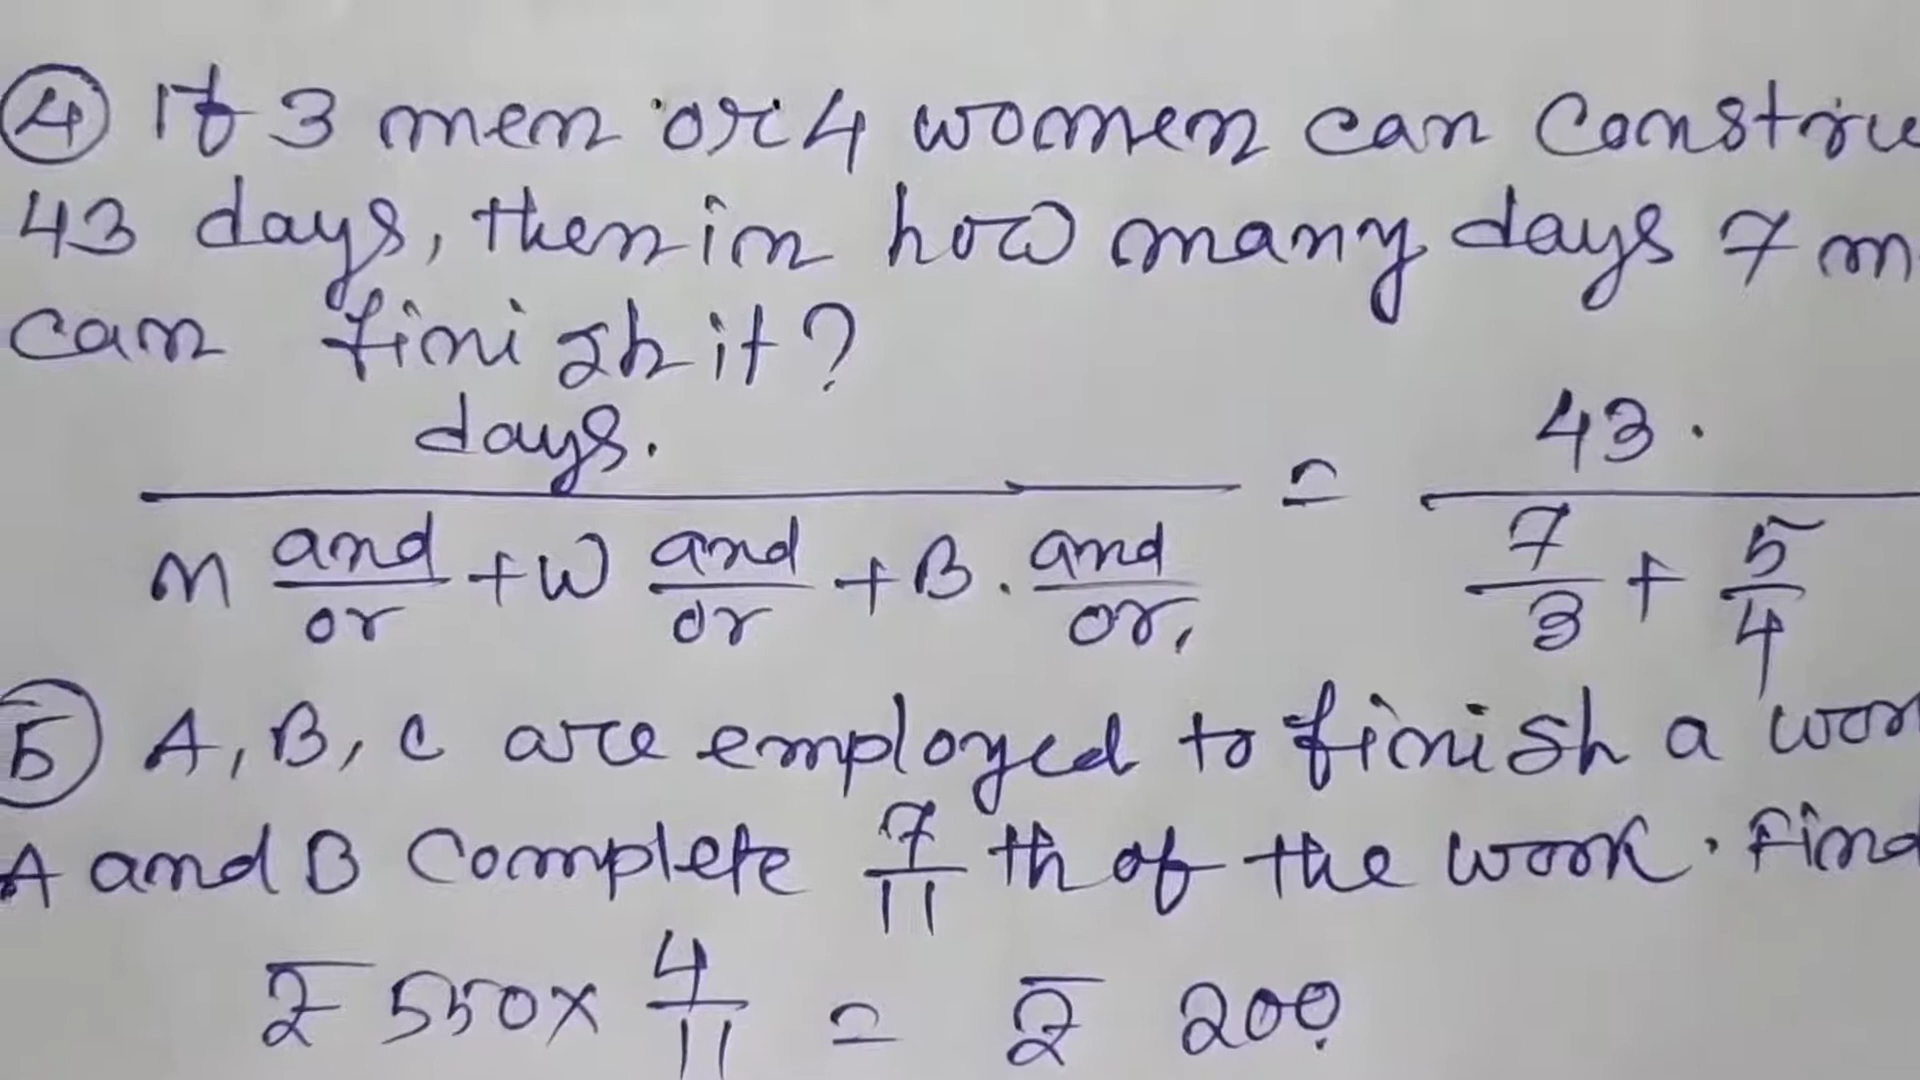 ④ If 3 men or 4 women can constru
43 days, then in how many days 7 m
can finish it?
days. / (M and/or + W and/or + B. and/or,) = 43. / (7/3 + 5/4)
⑤ A, B, C are employed to finish a wor
A and B complete 7/11 th of the work. Find
₹ 550 × 4/11 = ₹ 200.